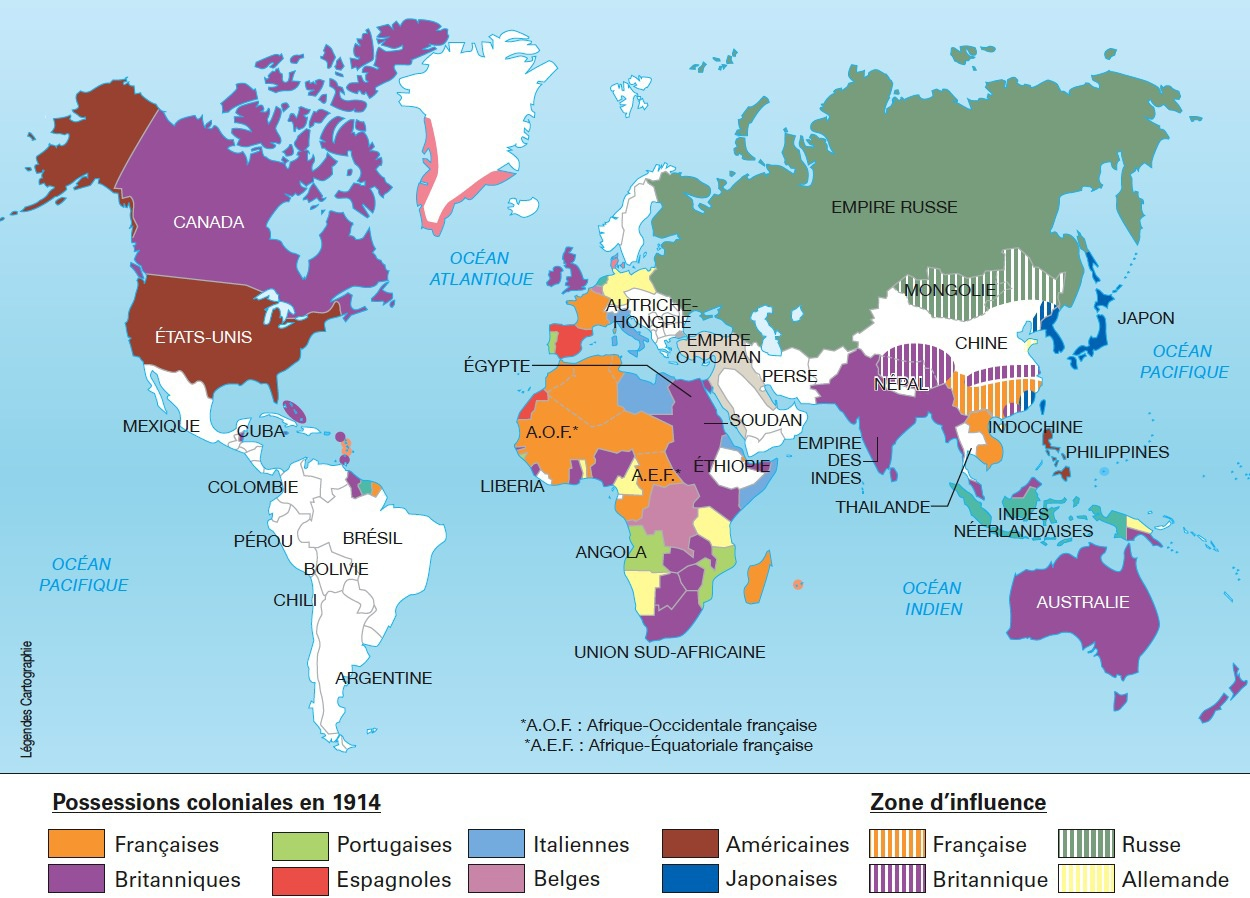 CANADA
EMPIRE RUSSE
OCÉAN
ATLANTIQUE
MONGOLIE
AUTRICHE-
HONGRIE
JAPON
ÉTATS-UNIS
EMPIRE
OTTOMAN
CHINE
OCÉAN
PACIFIQUE
ÉGYPTE
PERSE
NÉPAL
MEXIQUE
CUBA
A.O.F.*
SOUDAN
INDOCHINE
EMPIRE
DES
INDES
PHILIPPINES
ÉTHIOPIE
A.E.F.*
LIBERIA
COLOMBIE
THAILANDE
INDES
NÉERLANDAISES
PÉROU
BRÉSIL
ANGOLA
OCÉAN
PACIFIQUE
BOLIVIE
OCÉAN
INDIEN
CHILI
AUSTRALIE
UNION SUD-AFRICAINE
ARGENTINE
Légendes Cartographie
*A.O.F. : Afrique-Occidentale française
*A.E.F. : Afrique-Équatoriale française
Possessions coloniales en 1914
Françaises
Britanniques
Portugaises
Espagnoles
Italiennes
Belges
Américaines
Japonaises
Zone d'influence
Française
Britannique
Russe
Allemande